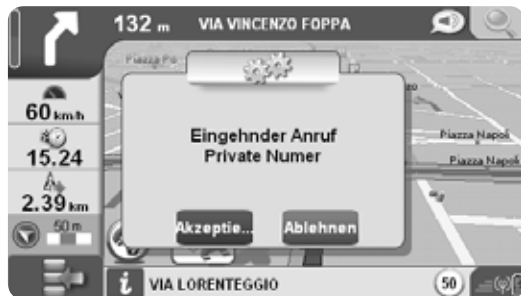 132 m VIA VINCENZO FOPPA
Piazza Po
60 km/h
15.24
2.39 km
50 m
Eingehnder Anruf
Private Numer
Piazza Napoli
Piazza Napoli
Akzeptie... Ablehnen
i VIA LORENTEGGIO 50